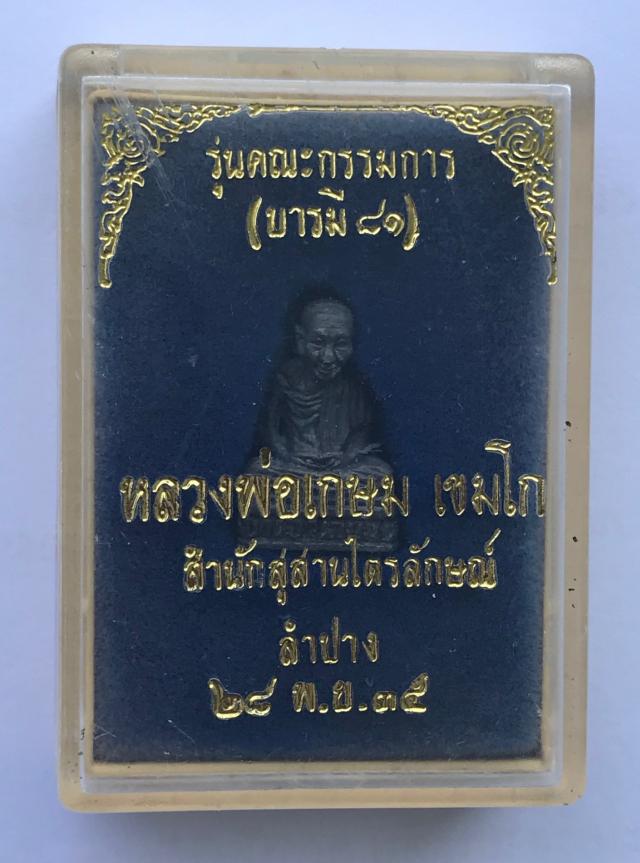 รุ่นคณะกรรมการ
(บารมี ๘๑)
หลวงพ่อเกษม เขมโก
สำนักสุสานไตรลักษณ์
ลำปาง
๒๘ พ.ย.๓๕